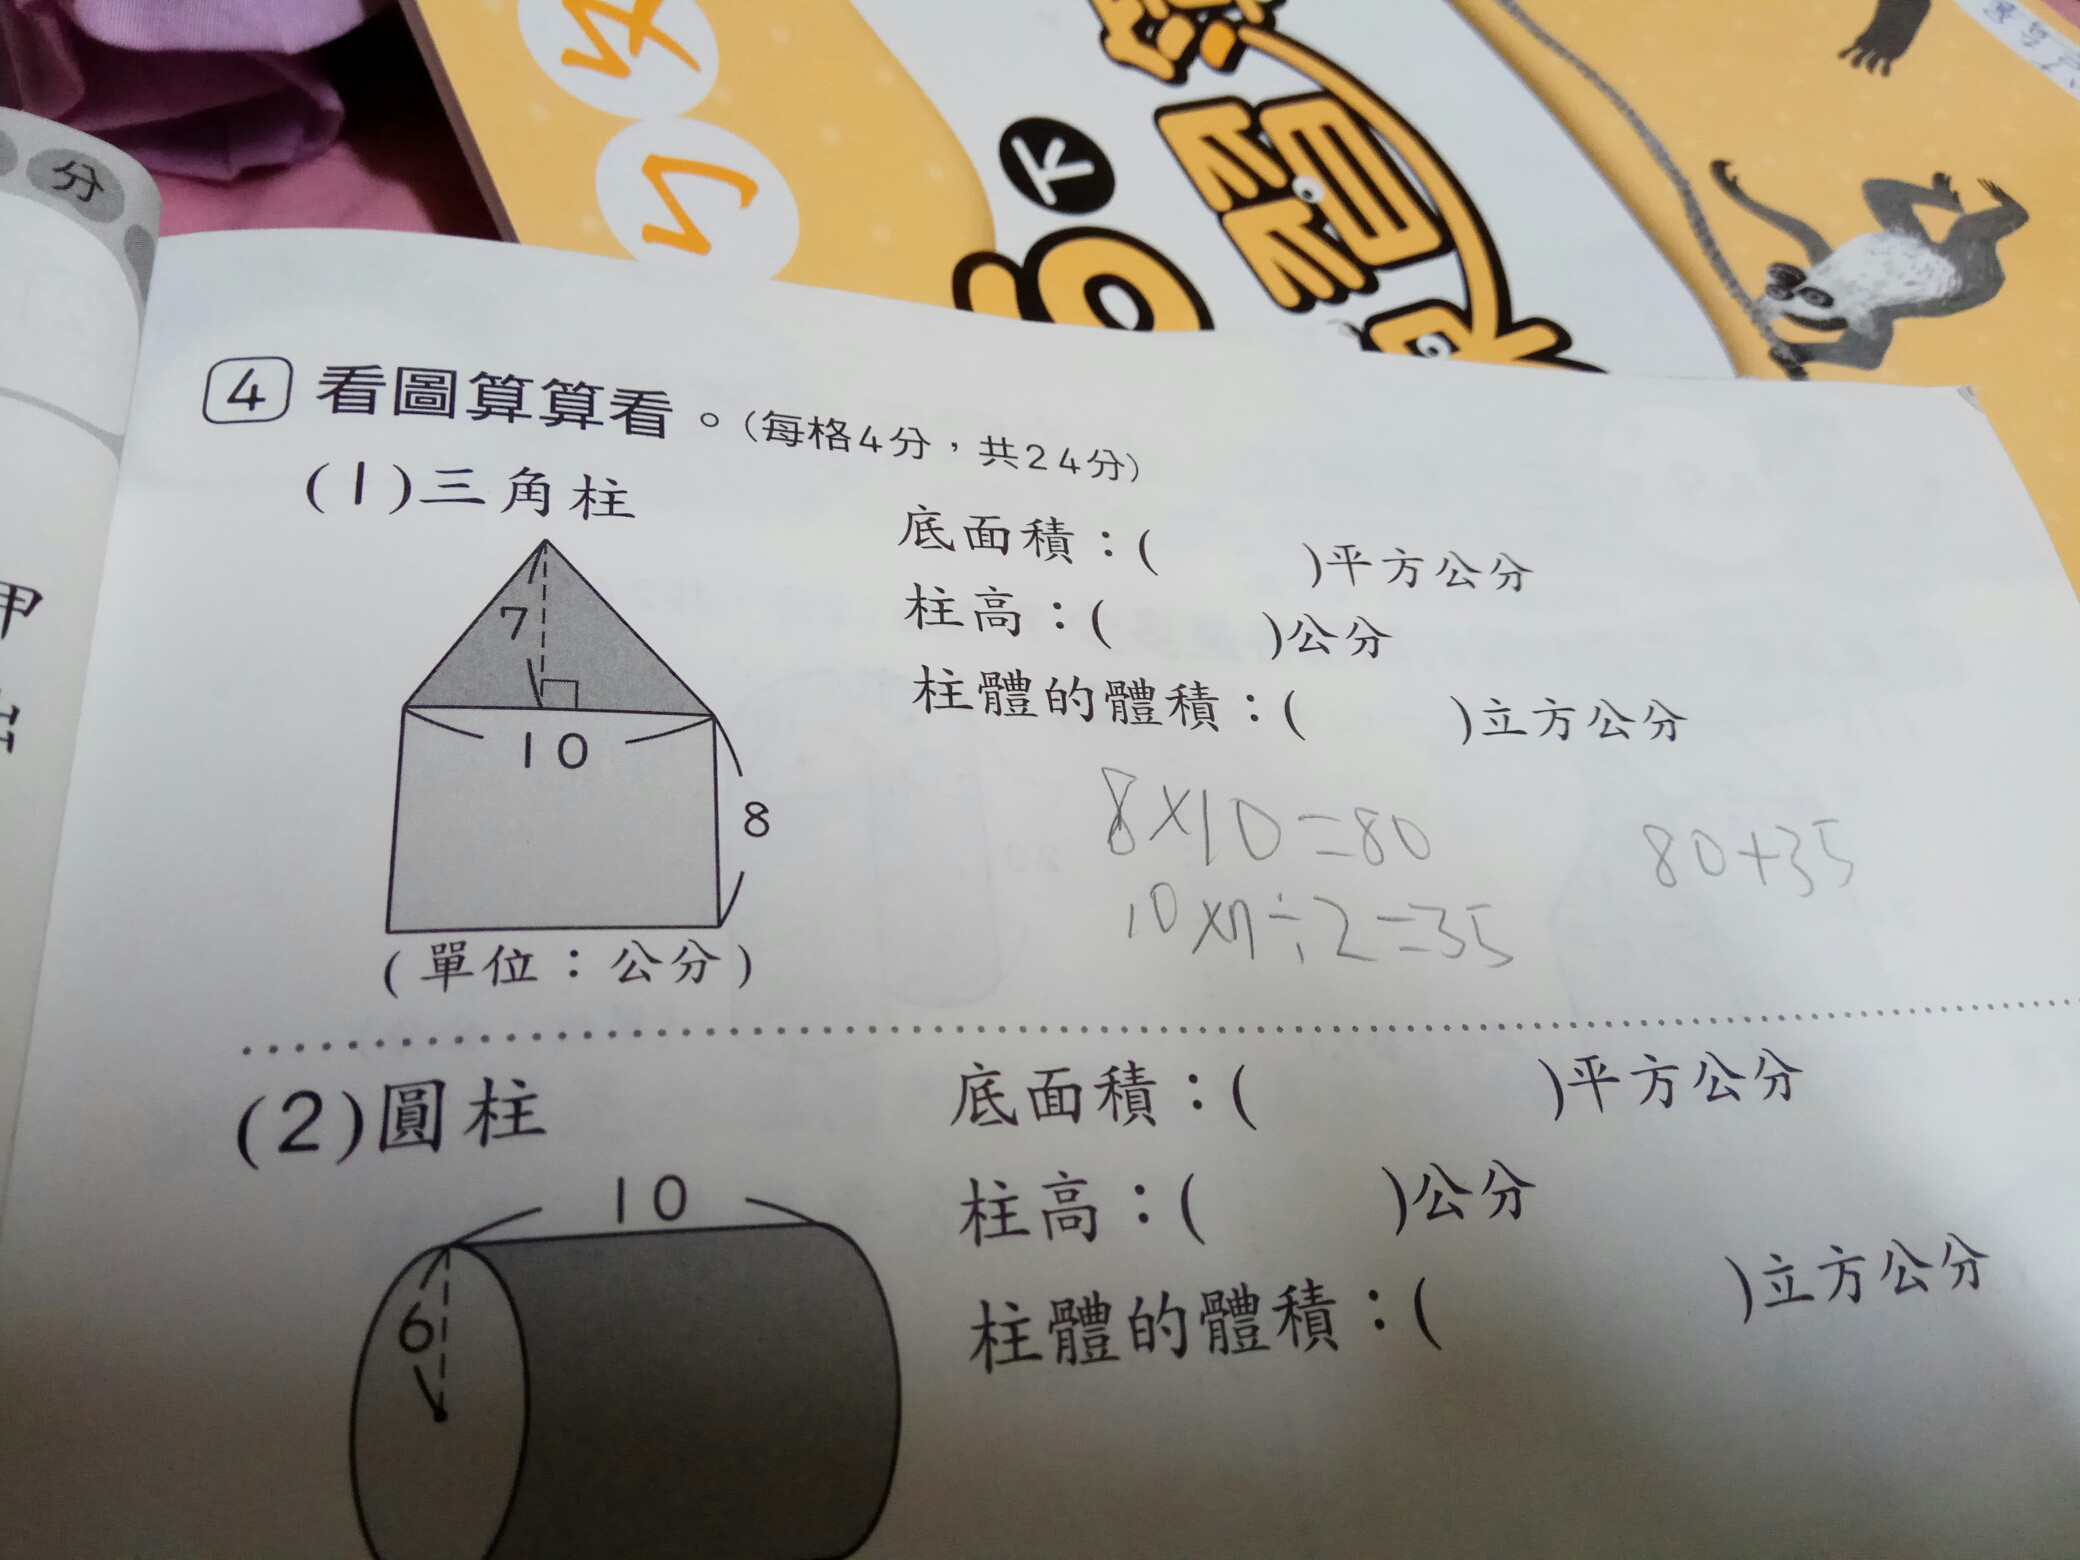 分
下
習
6
甲
4 看圖算算看。(每格4分,共24分)
(1)三角柱
7
10
8
(單位:公分)
底面積:( )平方公分
柱高:( )公分
柱體的體積:( )立方公分
8×10=80
80+35
10×7÷2=35
(2)圓柱
10
6
底面積:( )平方公分
柱高:( )公分
柱體的體積:( )立方公分